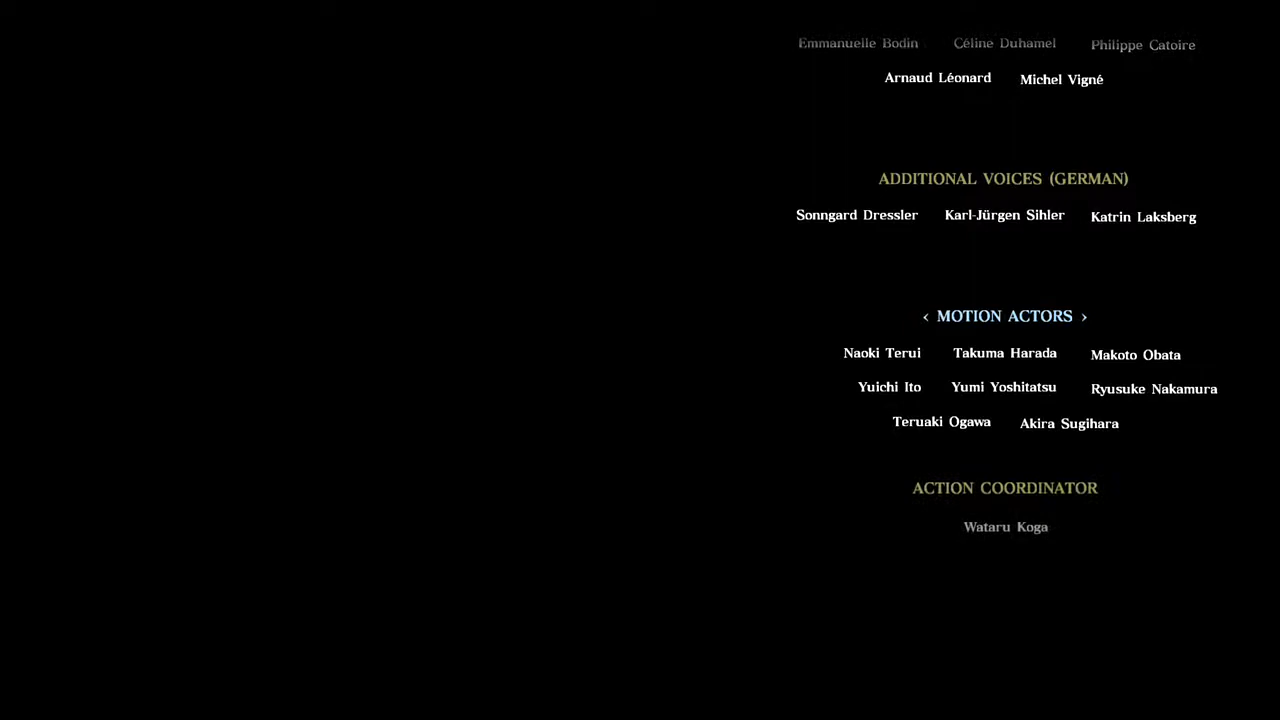 Emmanuelle Bodin Céline Duhamel Philippe Catoire
Arnaud Léonard Michel Vigné
ADDITIONAL VOICES (GERMAN)
Sonngard Dressler Karl-Jürgen Sihler Katrin Laksberg
‹ MOTION ACTORS ›
Naoki Terui Takuma Harada Makoto Obata
Yuichi Ito Yumi Yoshitatsu Ryusuke Nakamura
Teruaki Ogawa Akira Sugihara
ACTION COORDINATOR
Wataru Koga